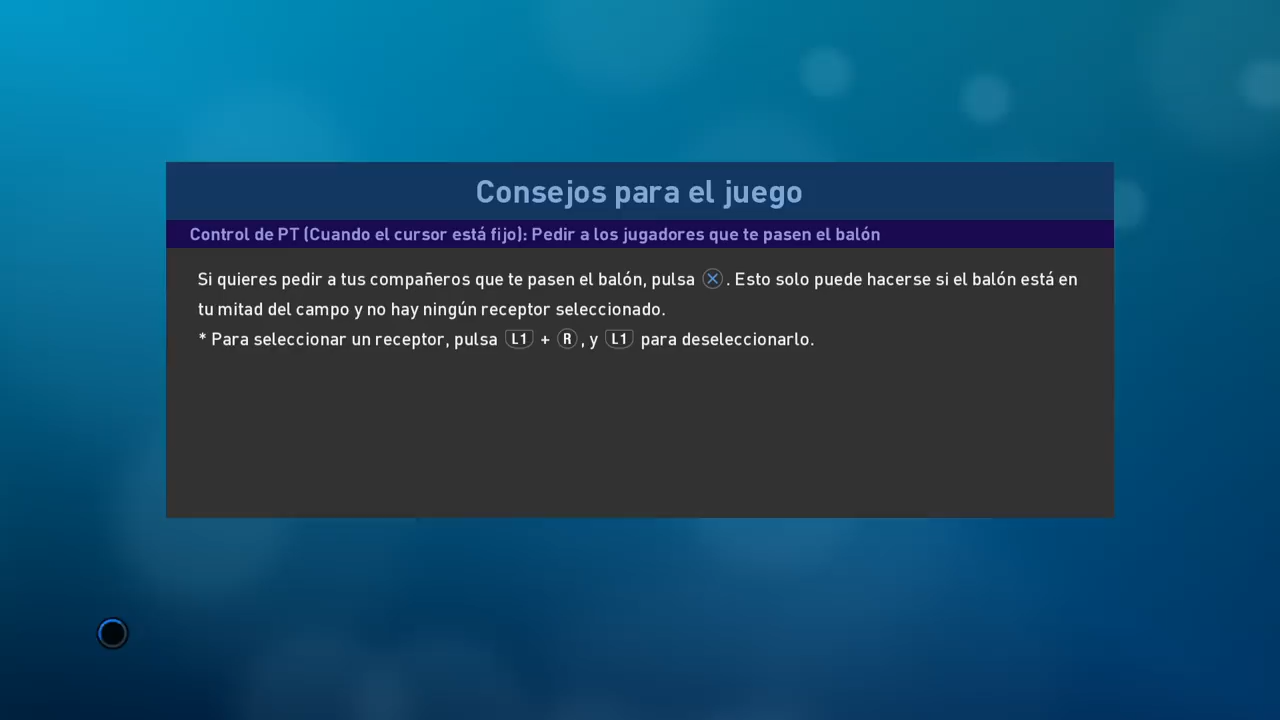 Consejos para el juego
Control de PT (Cuando el cursor está fijo): Pedir a los jugadores que te pasen el balón
Si quieres pedir a tus compañeros que te pasen el balón, pulsa ⓧ. Esto solo puede hacerse si el balón está en
tu mitad del campo y no hay ningún receptor seleccionado.
* Para seleccionar un receptor, pulsa L1 + R, y L1 para deseleccionarlo.